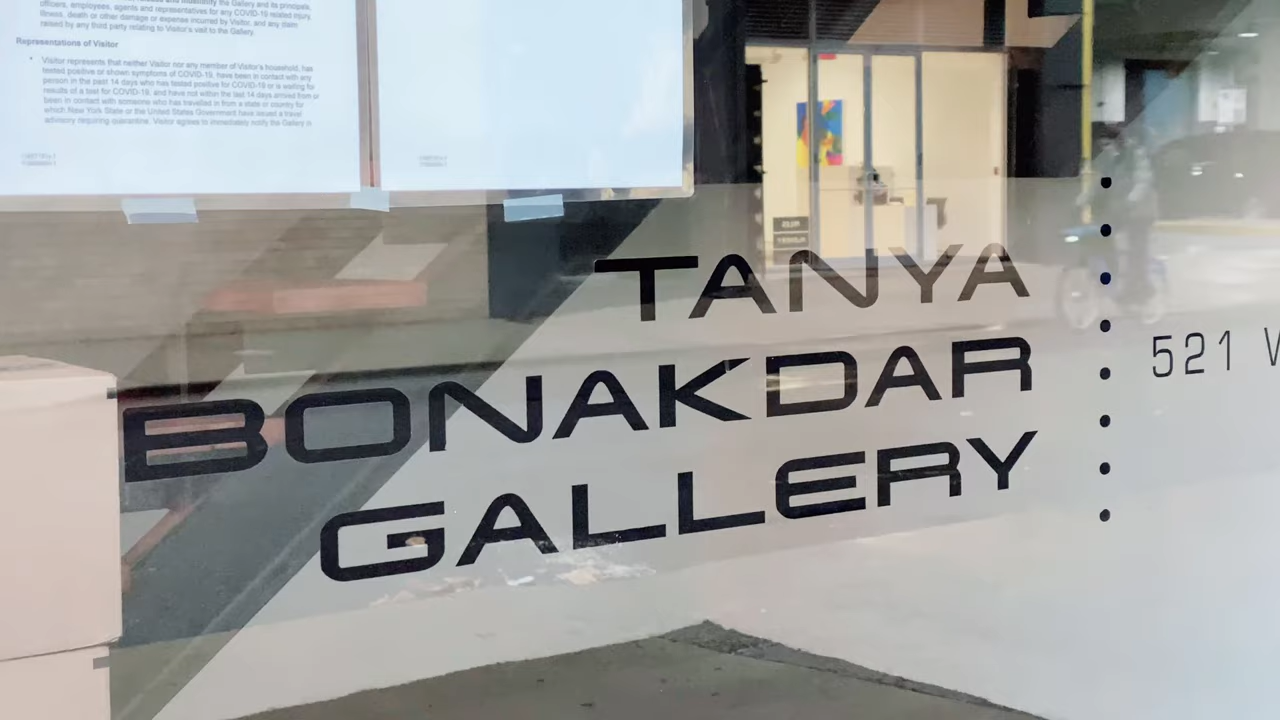 officers, employees, agents and representatives for any COVID-19 related injury,
illness, death or other damage or expense incurred by Visitor, and any claim
raised by any third party relating to Visitor's visit to the Gallery.
Representations of Visitor
• Visitor represents that neither Visitor nor any member of Visitor's household, has
tested positive or shown symptoms of COVID-19, have been in contact with any
person in the past 14 days who has tested positive for COVID-19 or is waiting for
results of a test for COVID-19, and have not within the last 14 days arrived from or
been in contact with someone who has travelled in from a state or country for
which New York State or the United States Government have issued a travel
advisory requiring quarantine. Visitor agrees to immediately notify the Gallery in
TANYA
BONAKDAR
GALLERY
521 W